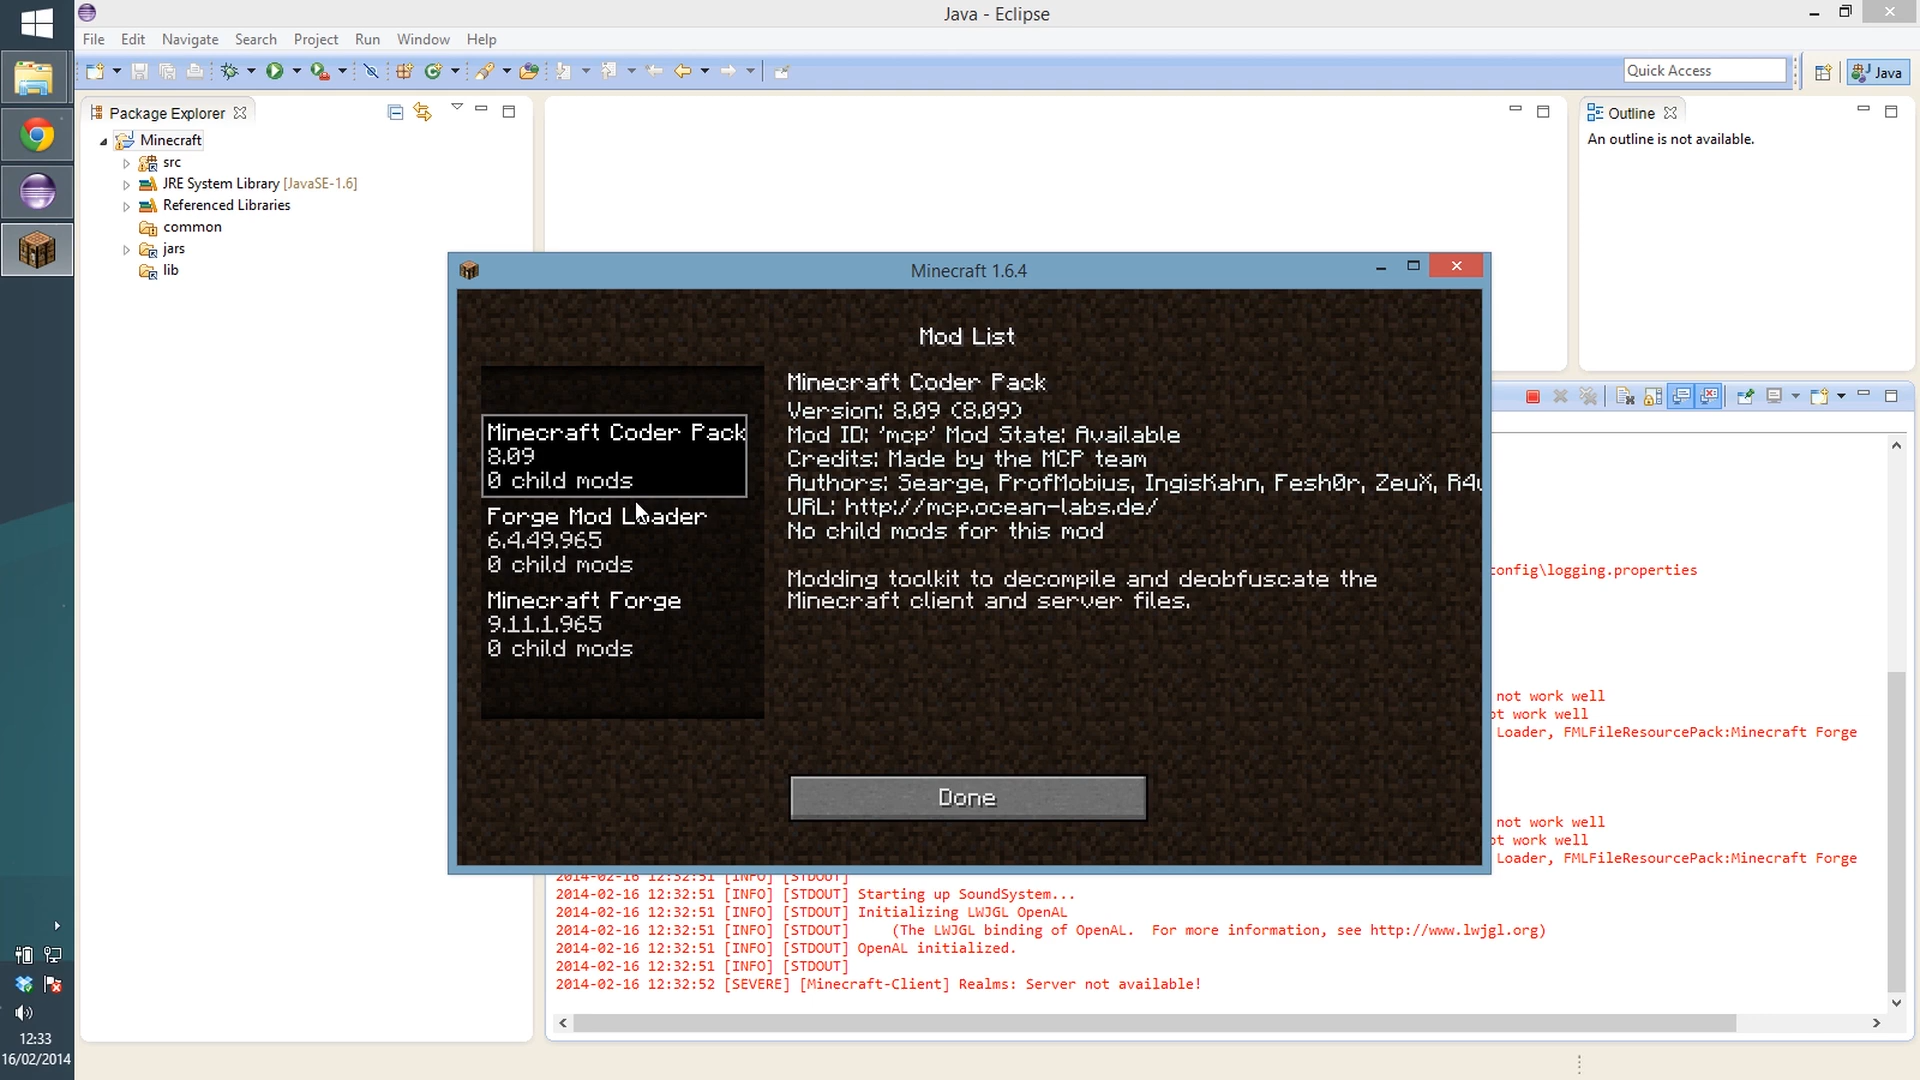 Java - Eclipse
File Edit Navigate Search Project Run Window Help
Quick Access
Java
Package Explorer
Minecraft
src
JRE System Library [JavaSE-1.6]
Referenced Libraries
common
jars
lib
Outline
An outline is not available.
Minecraft 1.6.4
Mod List
Minecraft Coder Pack
8.09
0 child mods
Forge Mod Loader
6.4.49.965
0 child mods
Minecraft Forge
9.11.1.965
0 child mods
Minecraft Coder Pack
Version: 8.09 (8.09)
Mod ID: 'mcp' Mod State: Available
Credits: Made by the MCP team
Authors: Searge, ProfMobius, IngisKahn, Fesh0r, ZeuX, R4
URL: http://mcp.ocean-labs.de/
No child mods for this mod
Modding toolkit to decompile and deobfuscate the
Minecraft client and server files.
Done
config\logging.properties
not work well
ot work well
Loader, FMLFileResourcePack:Minecraft Forge
not work well
ot work well
Loader, FMLFileResourcePack:Minecraft Forge
2014-02-16 12:32:51 [INFO] [STDOUT]
2014-02-16 12:32:51 [INFO] [STDOUT] Starting up SoundSystem...
2014-02-16 12:32:51 [INFO] [STDOUT] Initializing LWJGL OpenAL
2014-02-16 12:32:51 [INFO] [STDOUT] (The LWJGL binding of OpenAL. For more information, see http://www.lwjgl.org)
2014-02-16 12:32:51 [INFO] [STDOUT] OpenAL initialized.
2014-02-16 12:32:51 [INFO] [STDOUT]
2014-02-16 12:32:52 [SEVERE] [Minecraft-Client] Realms: Server not available!
12:33
16/02/2014